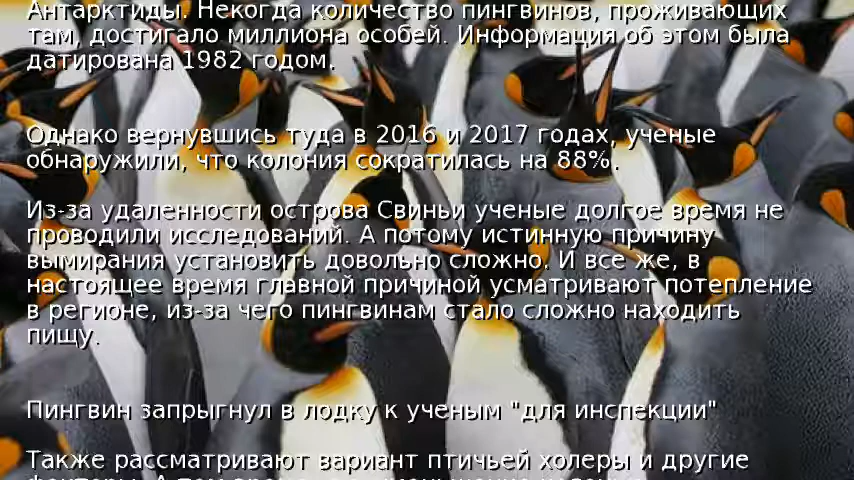 Антарктиды. Некогда количество пингвинов, проживающих
там, достигало миллиона особей. Информация об этом была
датирована 1982 годом.
Однако вернувшись туда в 2016 и 2017 годах, ученые
обнаружили, что колония сократилась на 88%.
Из-за удаленности острова Свиньи ученые долгое время не
проводили исследований. А потому истинную причину
вымирания установить довольно сложно. И все же, в
настоящее время главной причиной усматривают потепление
в регионе, из-за чего пингвинам стало сложно находить
пищу.
Пингвин запрыгнул в лодку к ученым "для инспекции"
Также рассматривают вариант птичьей холеры и другие